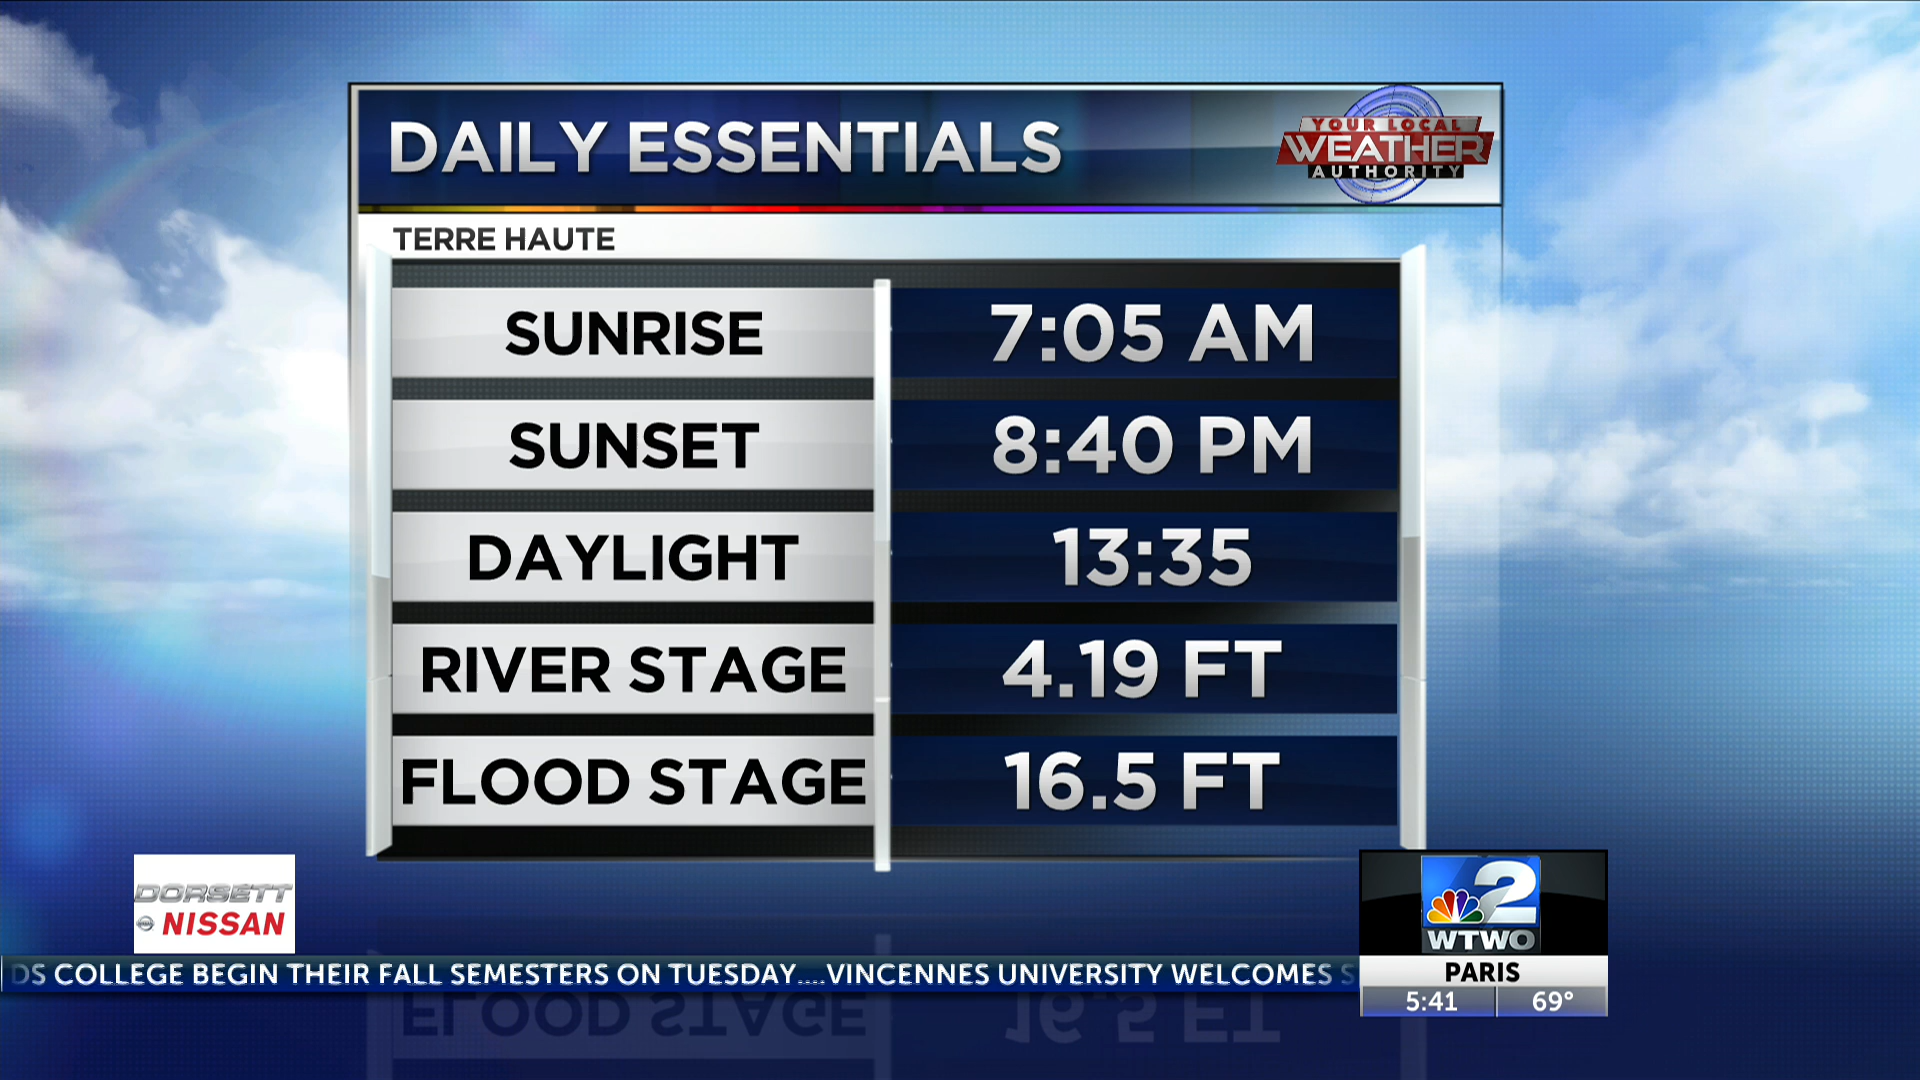 DAILY ESSENTIALS
YOUR LOCAL
WEATHER
AUTHORITY
TERRE HAUTE
SUNRISE 7:05 AM
SUNSET 8:40 PM
DAYLIGHT 13:35
RIVER STAGE 4.19 FT
FLOOD STAGE 16.5 FT
DORSETT
NISSAN
2
WTWO
DS COLLEGE BEGIN THEIR FALL SEMESTERS ON TUESDAY....VINCENNES UNIVERSITY WELCOMES S
PARIS
5:41 69°